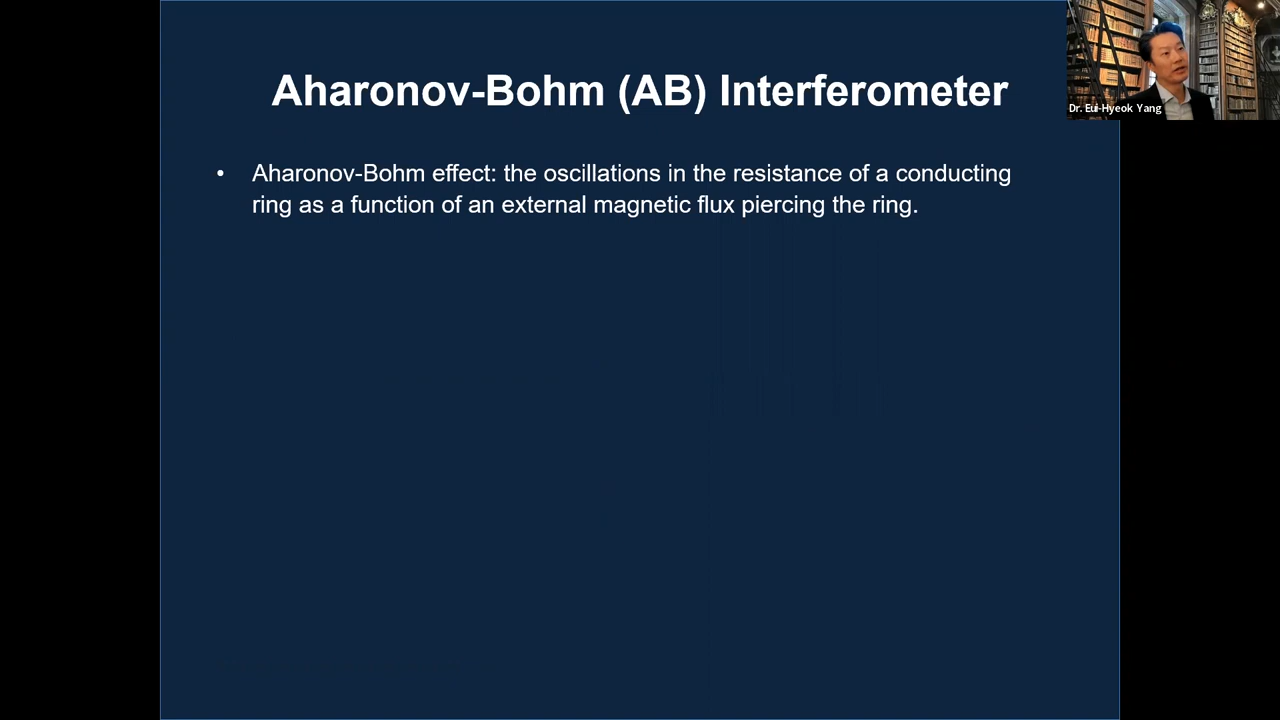 Aharonov-Bohm (AB) Interferometer
Dr. Eui-Hyeok Yang
• Aharonov-Bohm effect: the oscillations in the resistance of a conducting
ring as a function of an external magnetic flux piercing the ring.